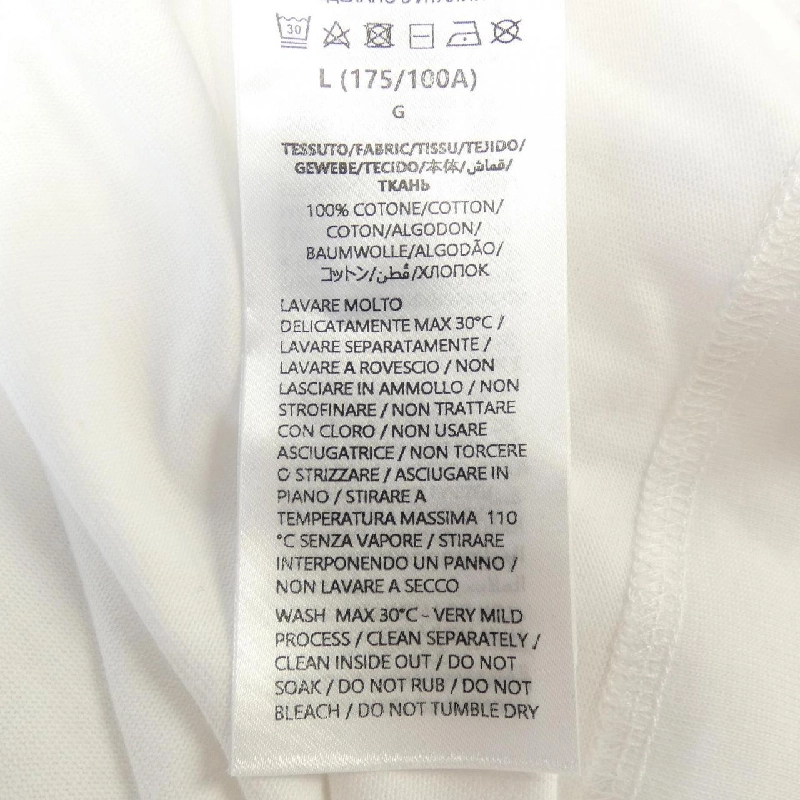 30
L (175/100A)
G
TESSUTO/FABRIC/TISSU/TEJIDO/
GEWEBE/TECIDO/本体/قماش/
ТКАНЬ
100% COTONE/COTTON/
COTON/ALGODON/
BAUMWOLLE/ALGODÃO/
コットン/قُطن/ХЛОПОК
LAVARE MOLTO
DELICATAMENTE MAX 30°C /
LAVARE SEPARATAMENTE /
LAVARE A ROVESCIO / NON
LASCIARE IN AMMOLLO / NON
STROFINARE / NON TRATTARE
CON CLORO / NON USARE
ASCIUGATRICE / NON TORCERE
O STRIZZARE / ASCIUGARE IN
PIANO / STIRARE A
TEMPERATURA MASSIMA 110
°C SENZA VAPORE / STIRARE
INTERPONENDO UN PANNO /
NON LAVARE A SECCO
WASH MAX 30°C - VERY MILD
PROCESS / CLEAN SEPARATELY /
CLEAN INSIDE OUT / DO NOT
SOAK / DO NOT RUB / DO NOT
BLEACH / DO NOT TUMBLE DRY